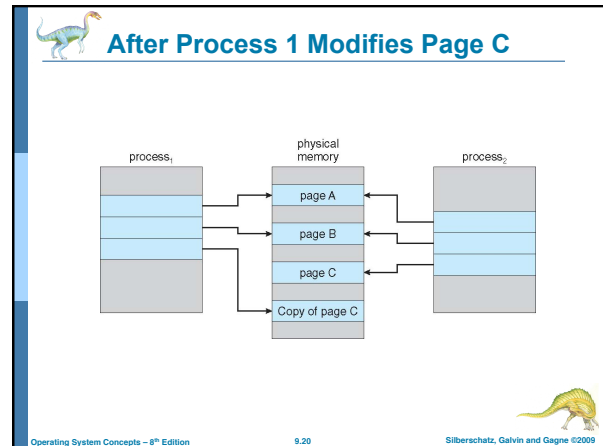 After Process 1 Modifies Page C
process1
physical
memory
process2
page A
page B
page C
Copy of page C
Operating System Concepts – 8th Edition
9.20
Silberschatz, Galvin and Gagne ©2009